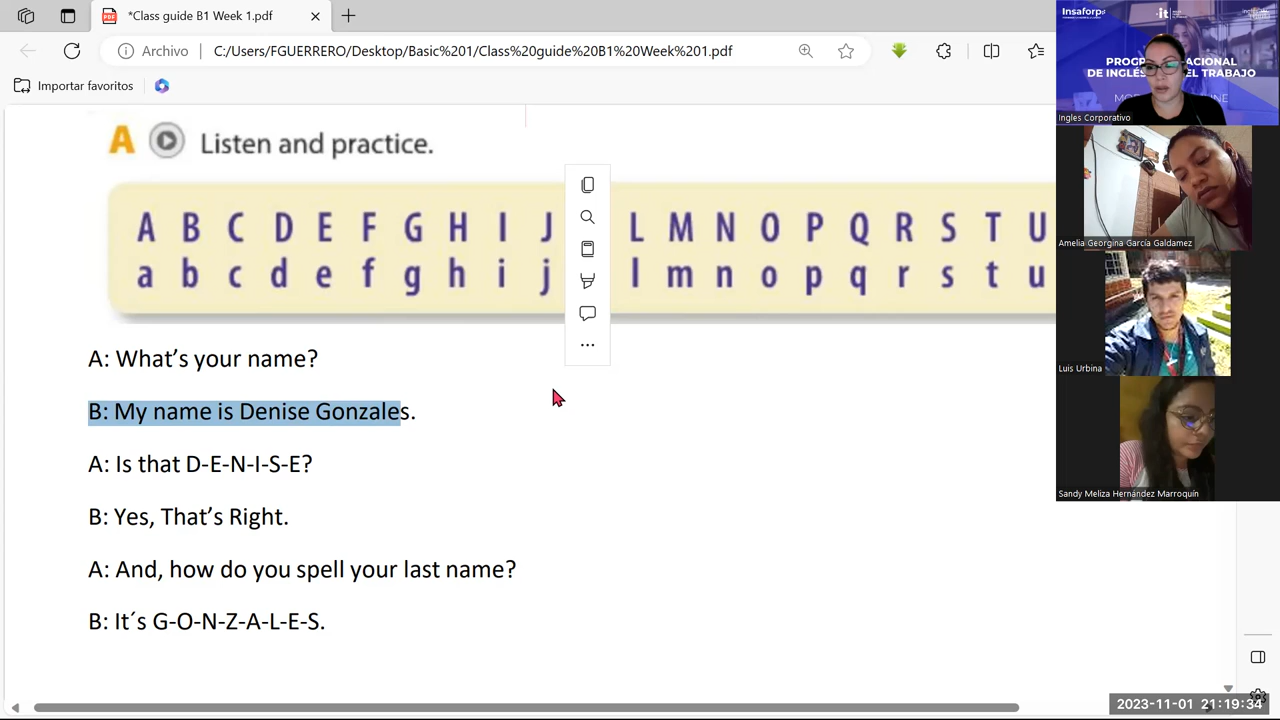 *Class guide B1 Week 1.pdf
Archivo
C:/Users/FGUERRERO/Desktop/Basic%201/Class%20guide%20B1%20Week%201.pdf
Importar favoritos
A Listen and practice.
A B C D E F G H I J L M N O P Q R S T U
a b c d e f g h i j l m n o p q r s t u
A: What’s your name?
B: My name is Denise Gonzales.
A: Is that D-E-N-I-S-E?
B: Yes, That’s Right.
A: And, how do you spell your last name?
B: It´s G-O-N-Z-A-L-E-S.
Insaforp
Ingles Corporativo
Amelia Georgina García Galdamez
Luis Urbina
Sandy Meliza Hernández Marroquín
2023-11-01 21:19:34